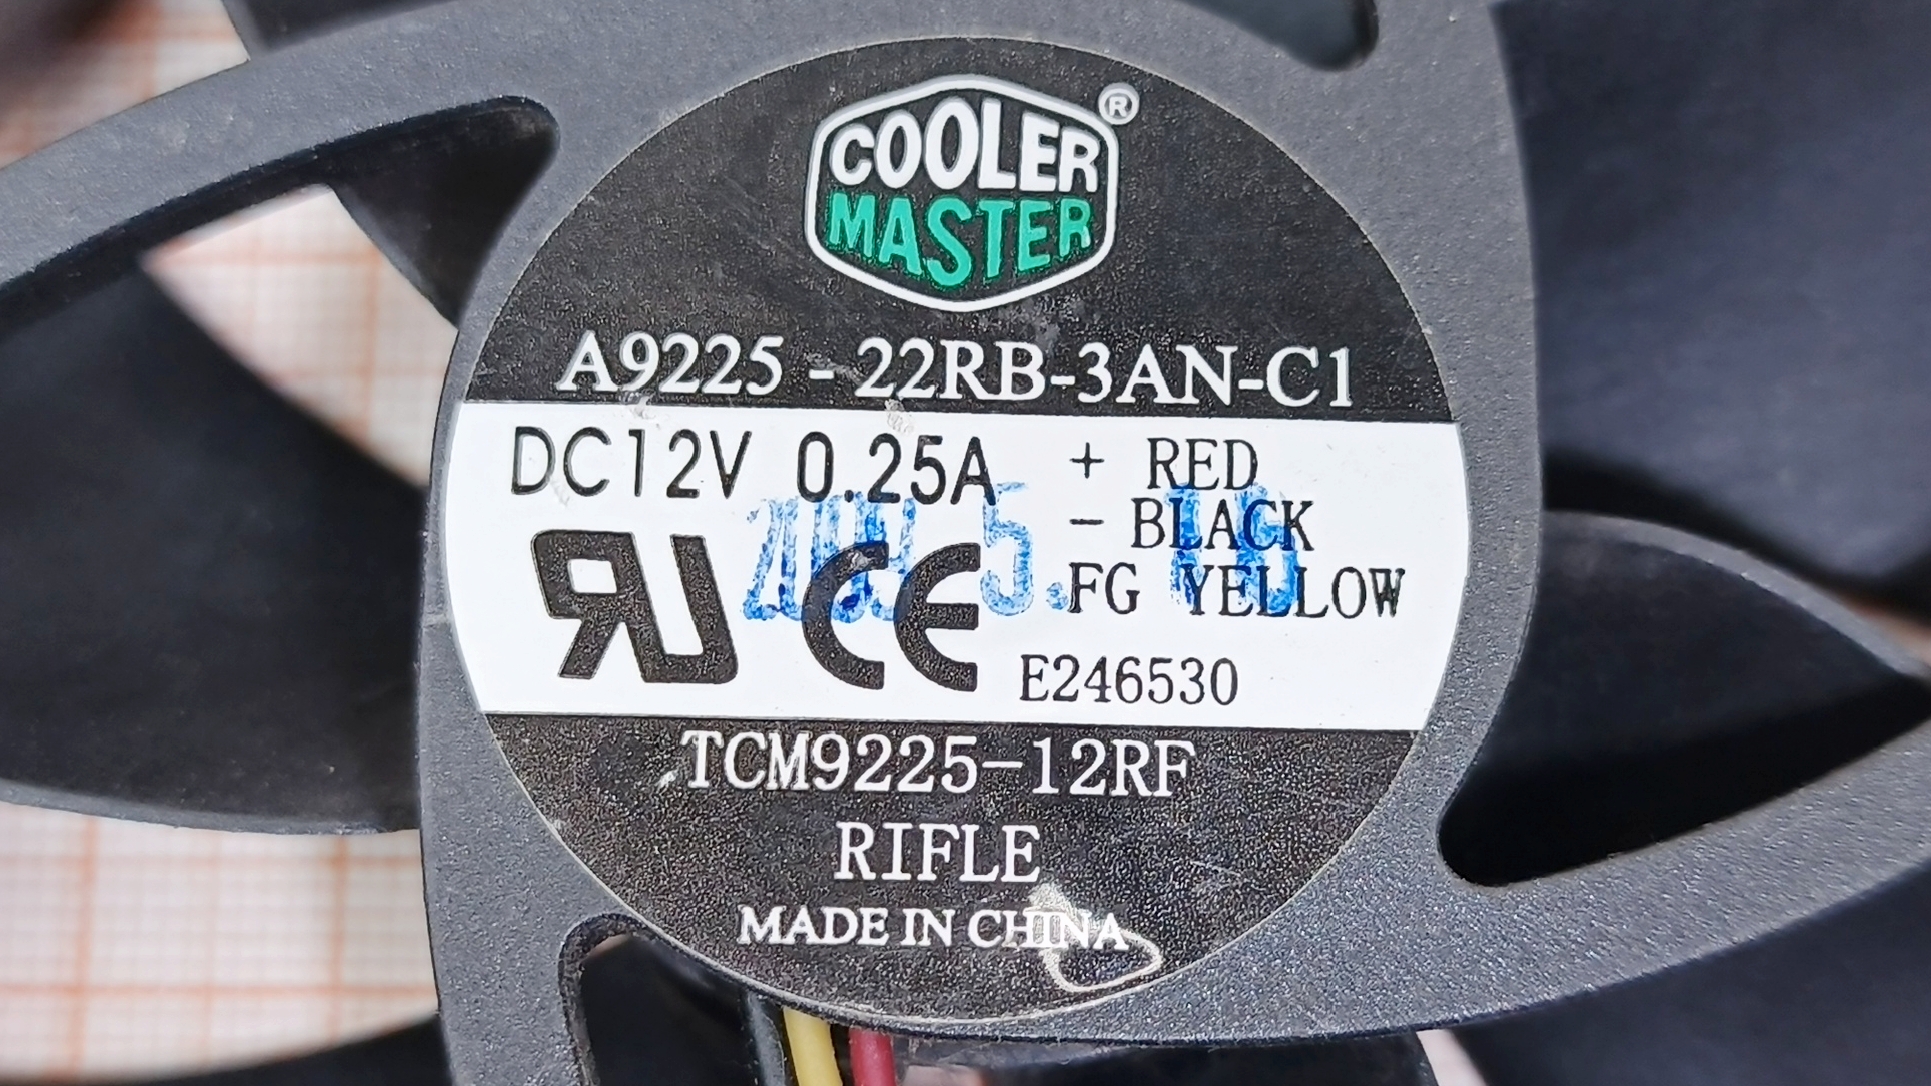 COOLER ®
MASTER
A9225 - 22RB-3AN-C1
DC12V 0.25A
+ RED
- BLACK
FG YELLOW
CE
E246530
TCM9225-12RF
RIFLE
MADE IN CHINA